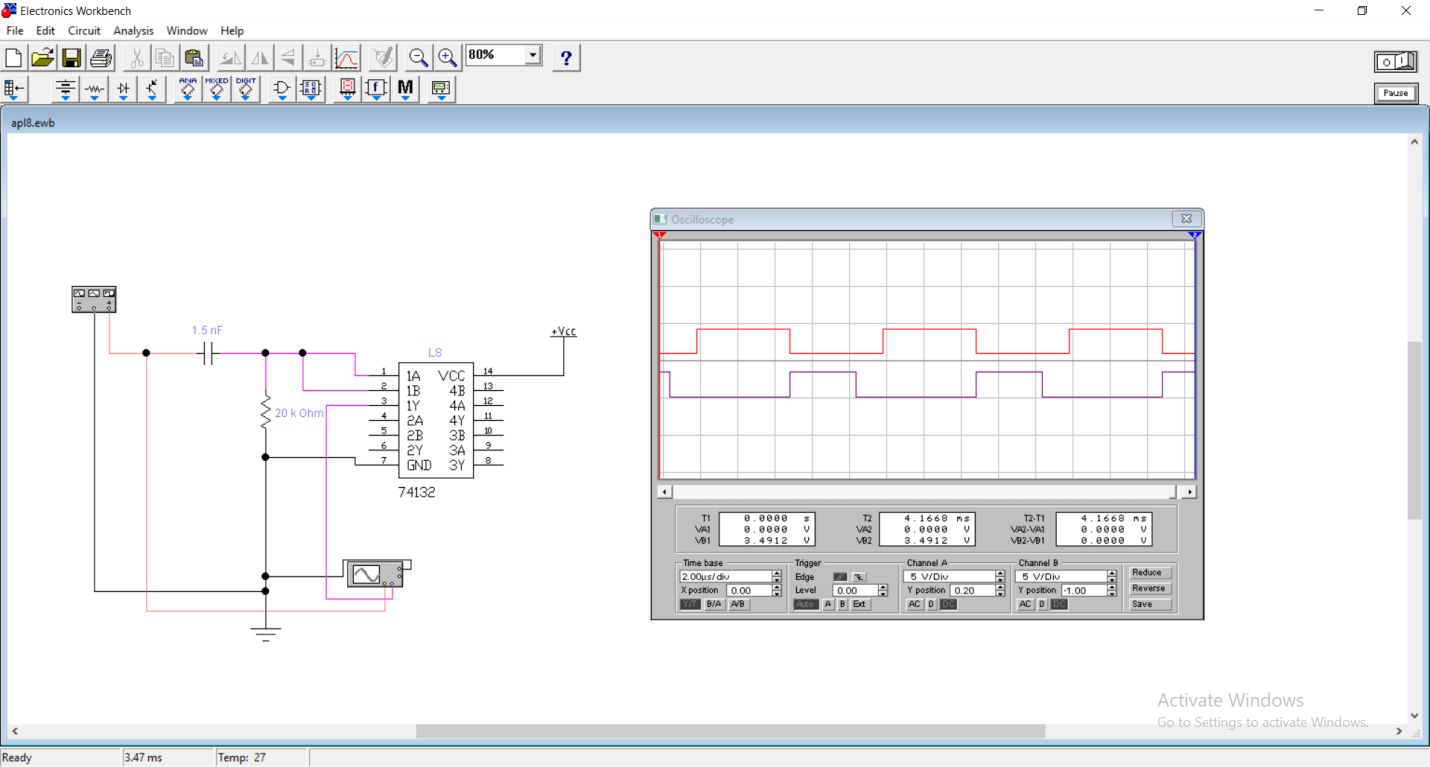 Electronics Workbench
File Edit Circuit Analysis Window Help
80%
?
ANA MIXED DIGIT
M
Pause
apl8.ewb
Oscilloscope
1.5 nF
+Vcc
LS
1 1A VCC 14
2 1B 4B 13
3 1Y 4A 12
4 2A 4Y 11
5 2B 3B 10
6 2Y 3A 9
7 GND 3Y 8
74132
20 k Ohm
T1 0.0000 s T2 4.1668 ms T2-T1 4.1668 ms
VA1 0.0000 V VA2 0.0000 V VA2-VA1 0.0000 V
VB1 3.4912 V VB2 3.4912 V VB2-VB1 0.0000 V
Time base Trigger Channel A Channel B
2.00µs/div Edge 5 V/Div 5 V/Div Reduce
X position 0.00 Level 0.00 Y position 0.20 Y position -1.00 Reverse
Y/T B/A A/B Auto A B Ext AC 0 DC AC 0 DC Save
Activate Windows
Go to Settings to activate Windows.
Ready 3.47 ms Temp: 27